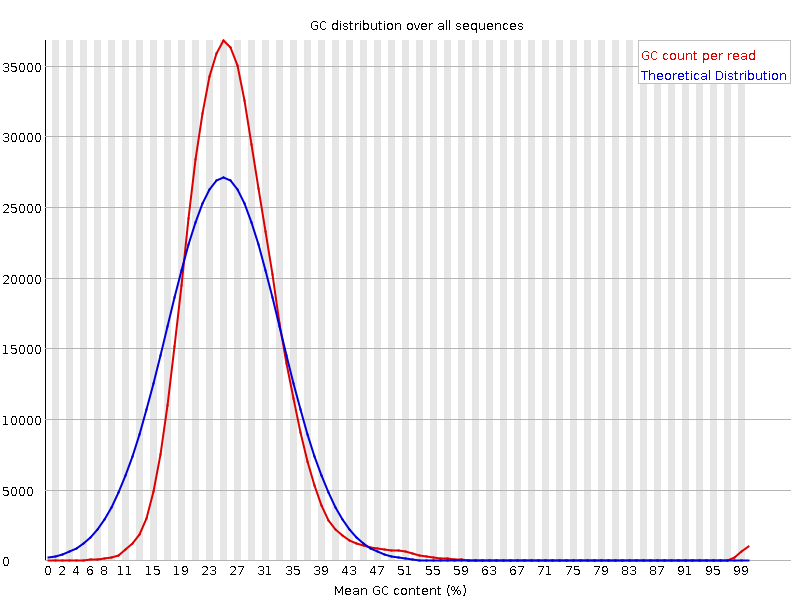 GC distribution over all sequences
GC count per read
Theoretical Distribution
35000
30000
25000
20000
15000
10000
5000
0
0 2 4 6 8 11 15 19 23 27 31 35 39 43 47 51 55 59 63 67 71 75 79 83 87 91 95 99
Mean GC content (%)